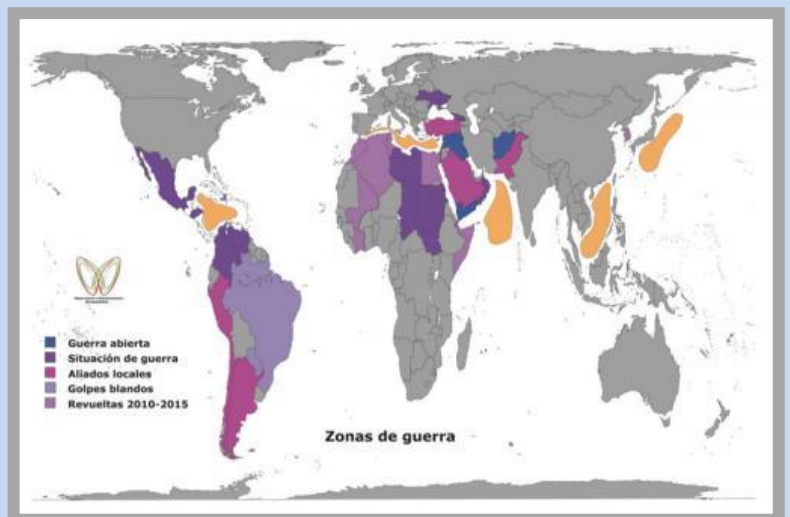 Guerra abierta
Situación de guerra
Aliados locales
Golpes blandos
Revueltas 2010-2015
Zonas de guerra